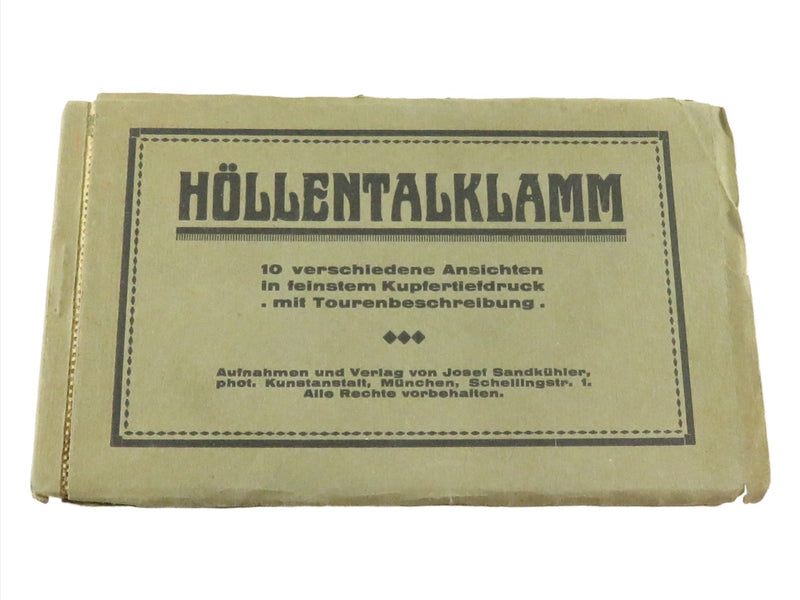 HÖLLENTALKLAMM
10 verschiedene Ansichten
in feinstem Kupfertiefdruck
. mit Tourenbeschreibung .
Aufnahmen und Verlag von Josef Sandkühler,
phot. Kunstanstalt, München, Schellingstr. 1.
Alle Rechte vorbehalten.